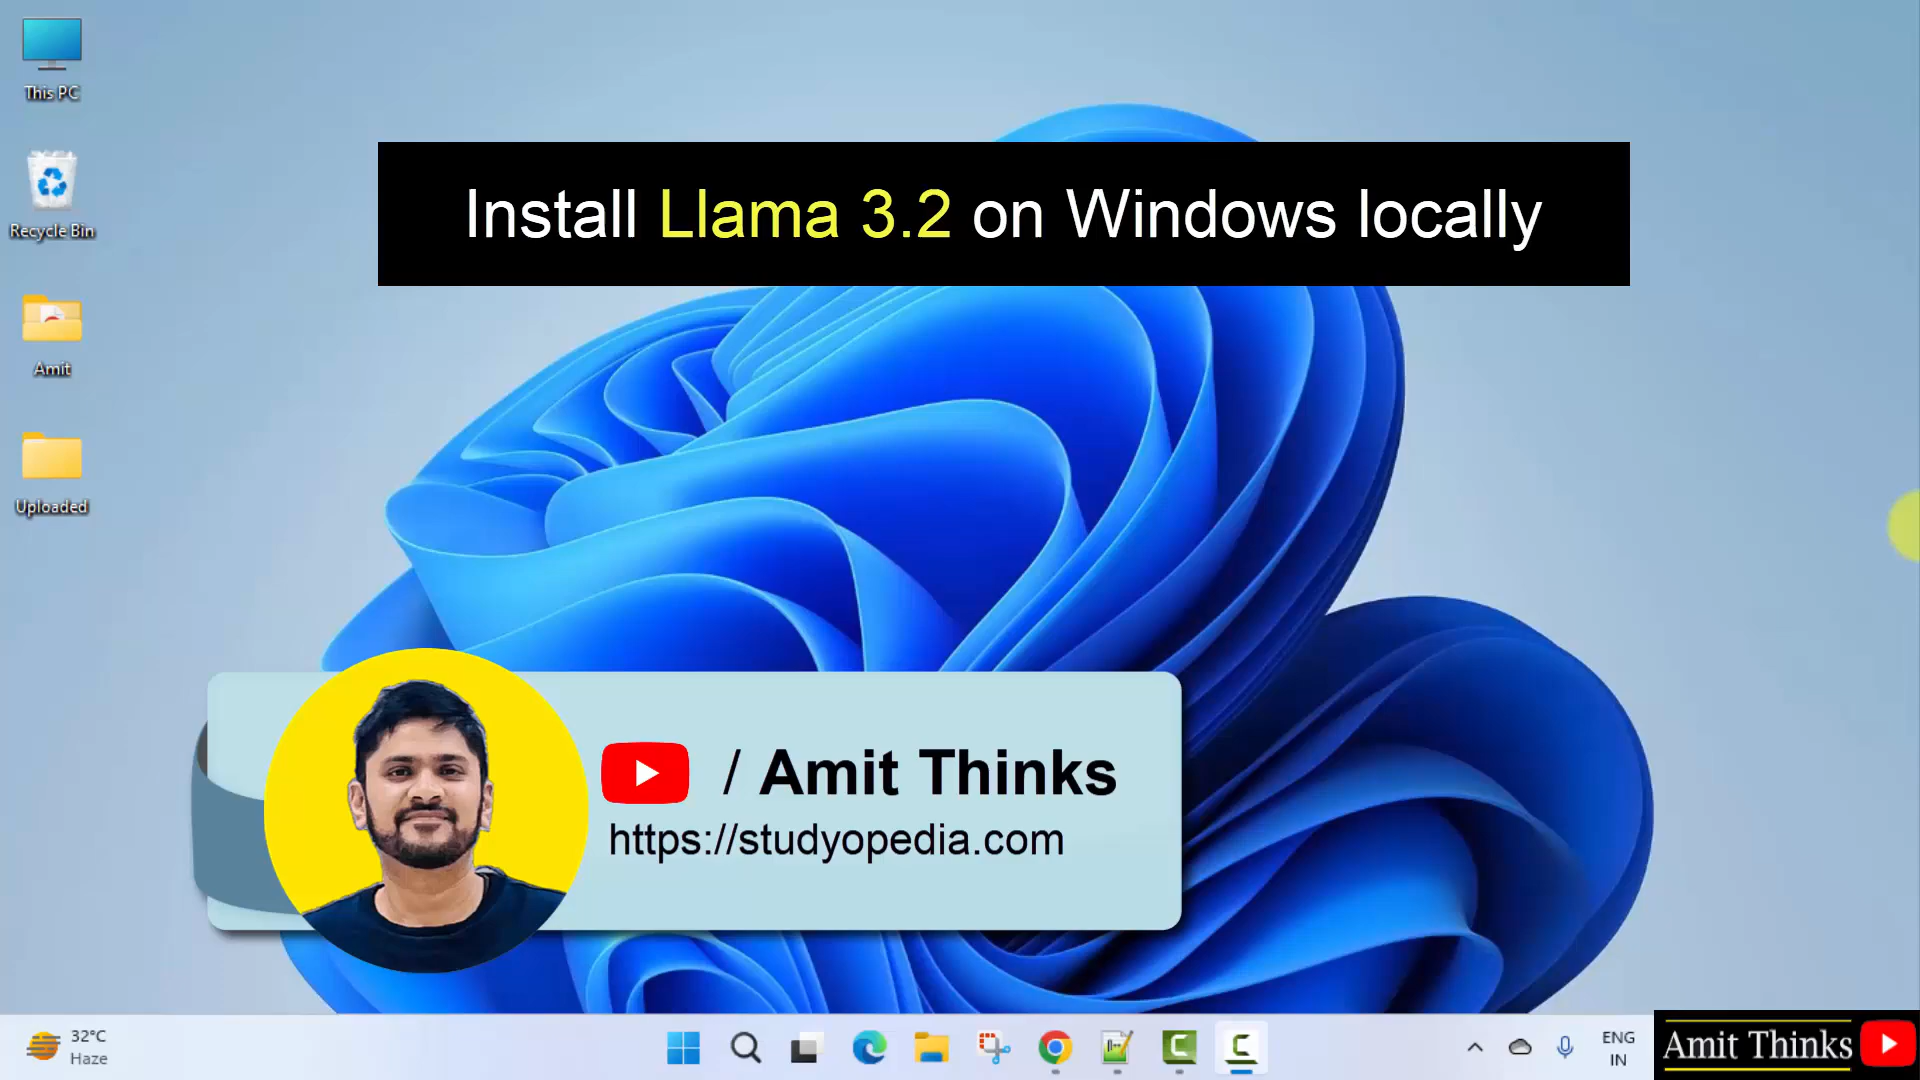 This PC
Recycle Bin
Amit
Uploaded
Install Llama 3.2 on Windows locally
/ Amit Thinks
https://studyopedia.com
32°C
Haze
ENG
IN
Amit Thinks